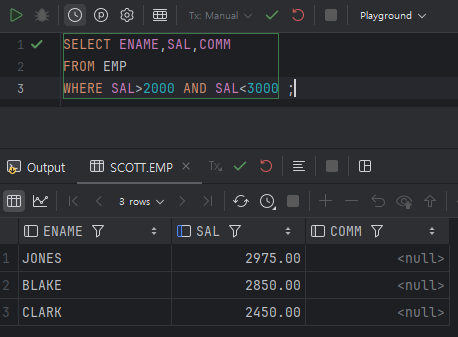 Tx: Manual
Playground
1 SELECT ENAME,SAL,COMM
2 FROM EMP
3 WHERE SAL>2000 AND SAL<3000 ;
Output
SCOTT.EMP
Tx
3 rows
ENAME SAL COMM
1 JONES 2975.00 <null>
2 BLAKE 2850.00 <null>
3 CLARK 2450.00 <null>